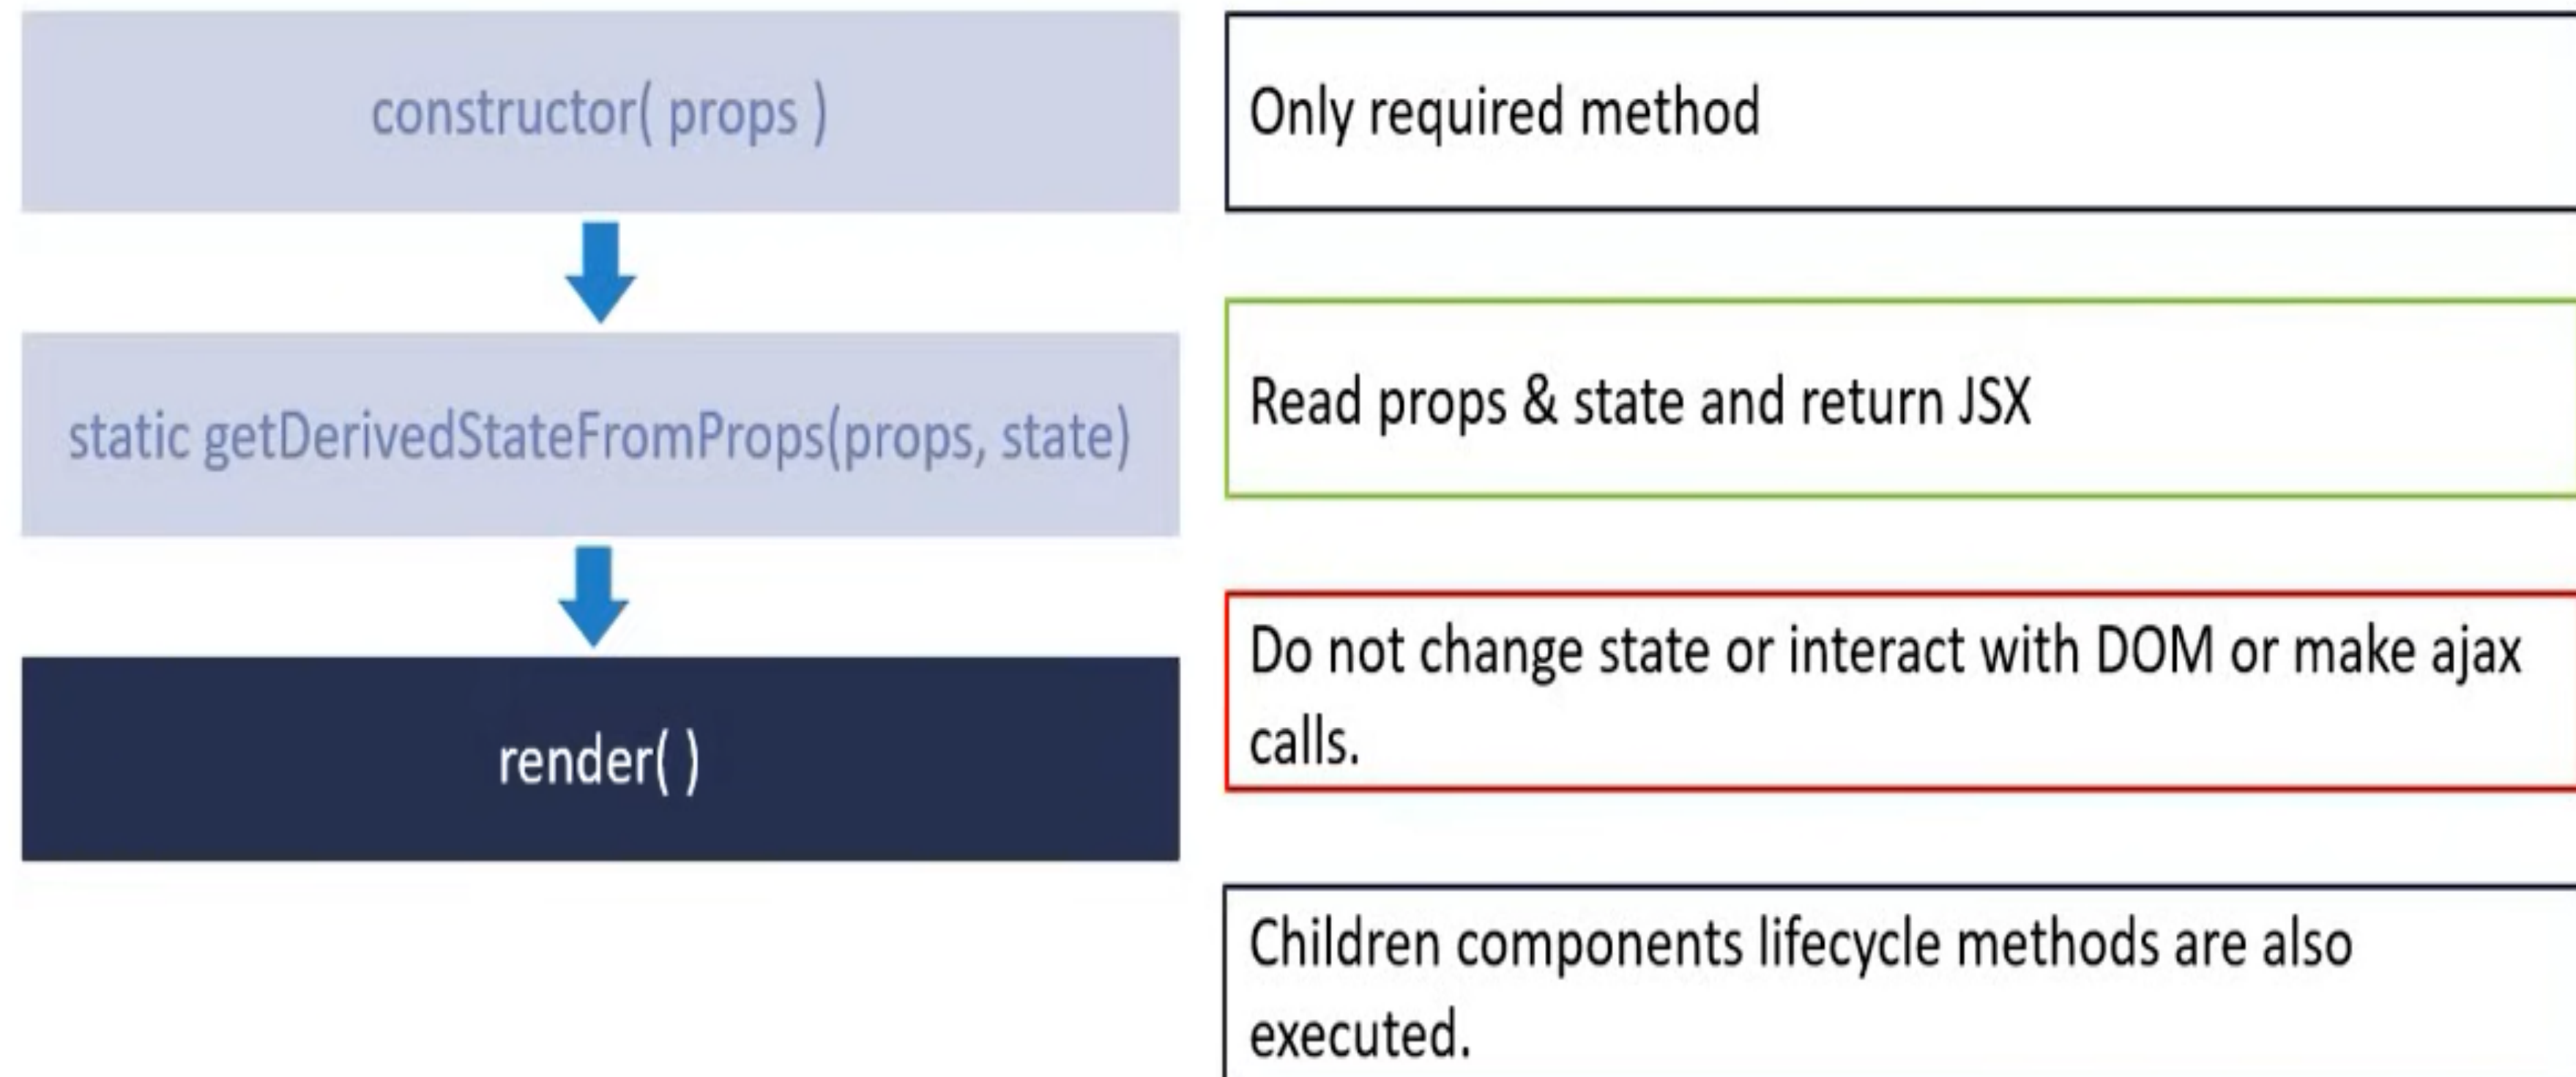 constructor( props )
static getDerivedStateFromProps(props, state)
render( )
Only required method
Read props & state and return JSX
Do not change state or interact with DOM or make ajax
calls.
Children components lifecycle methods are also
executed.